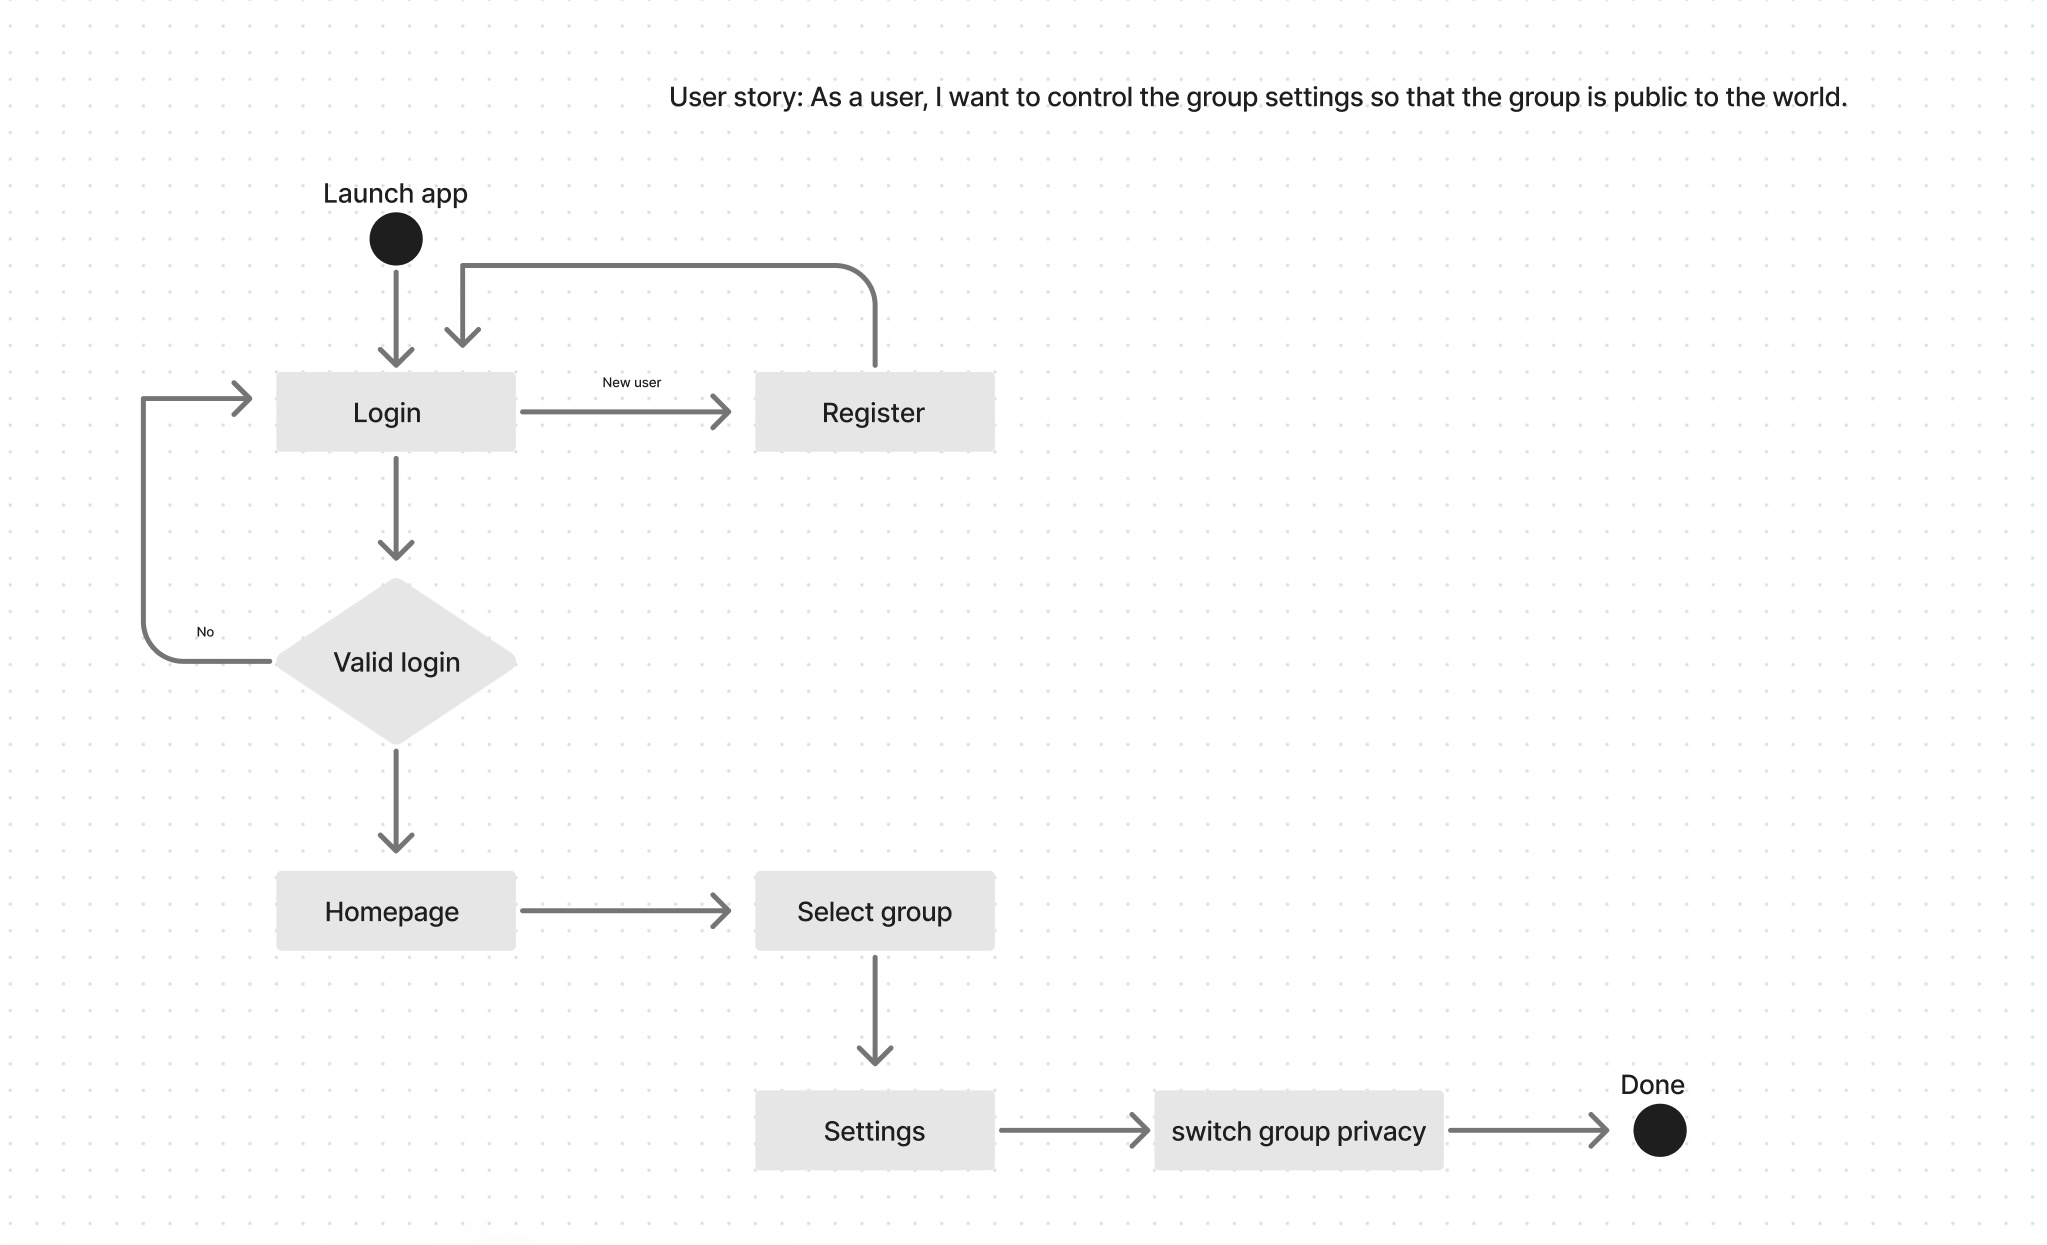 User story: As a user, I want to control the group settings so that the group is public to the world.
Launch app
Login
New user
Register
No
Valid login
Homepage
Select group
Done
Settings
switch group privacy